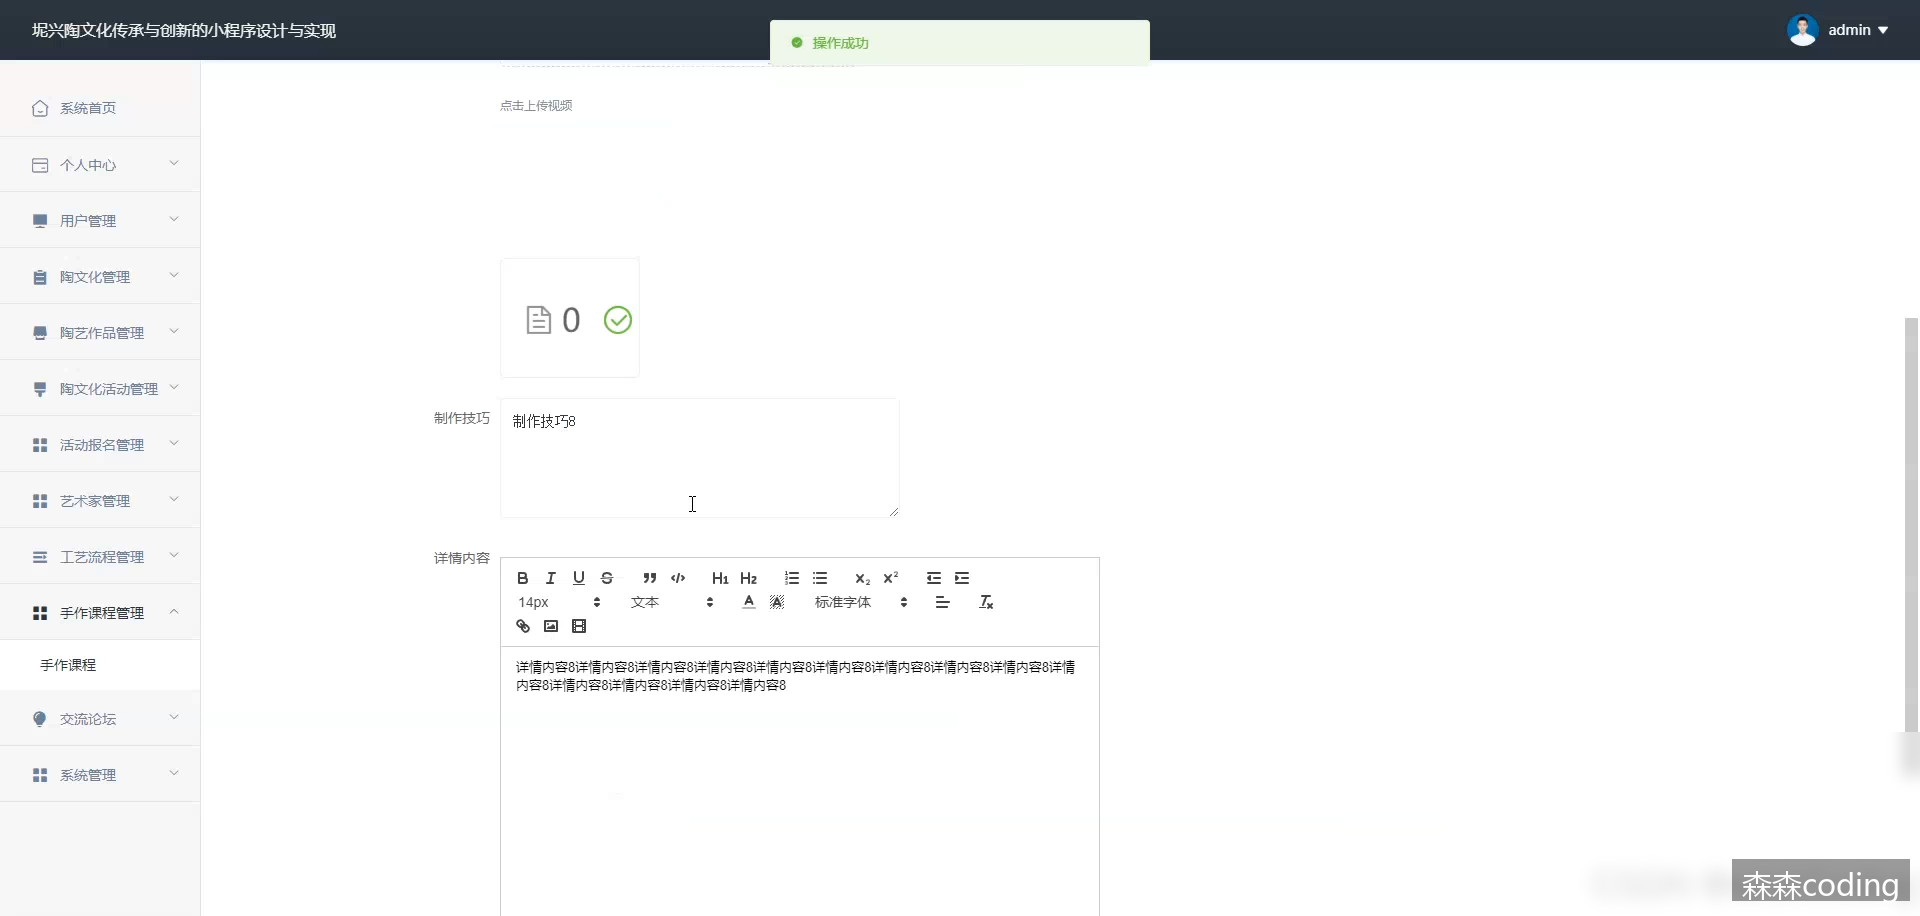 坭兴陶文化传承与创新的小程序设计与实现
操作成功
admin
系统首页
个人中心
用户管理
陶文化管理
陶艺作品管理
陶文化活动管理
活动报名管理
艺术家管理
工艺流程管理
手作课程管理
手作课程
交流论坛
系统管理
点击上传视频
0
制作技巧
制作技巧8
详情内容
B I U S H1 H2 X2 X2
14px 文本 A A 标准字体 Tx
详情内容8详情内容8详情内容8详情内容8详情内容8详情内容8详情内容8详情内容8详情内容8详情
内容8详情内容8详情内容8详情内容8详情内容8
森森coding